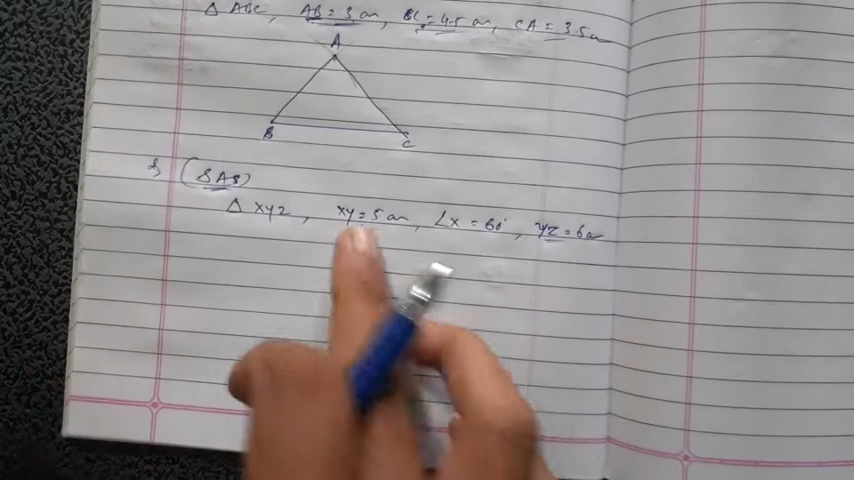 Δ ABC, AB = 3 cm, BC = 4.5 cm, CA = 3.5 cm
A
B
C
(SAS)
Δ XYZ, XY = 5 cm, ∠X = 60°, YZ = 6 cm